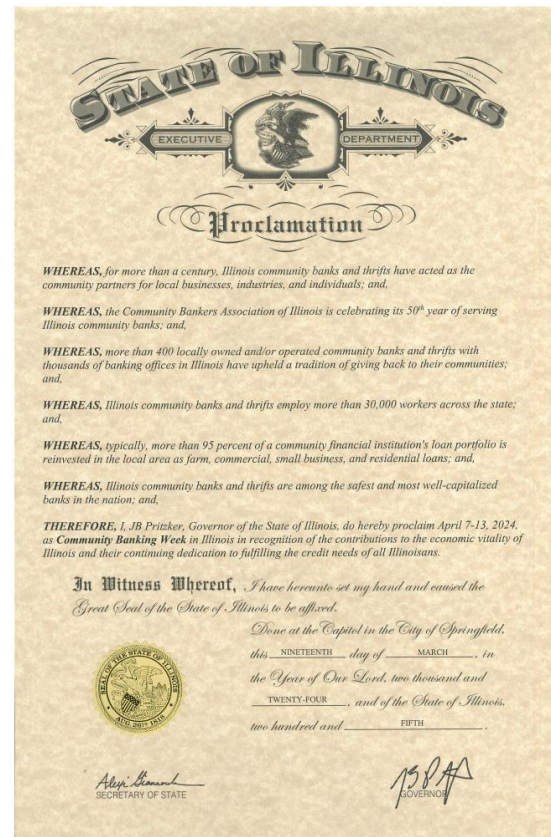 STATE OF ILLINOIS
EXECUTIVE DEPARTMENT
Proclamation
WHEREAS, for more than a century, Illinois community banks and thrifts have acted as the
community partners for local businesses, industries, and individuals; and,
WHEREAS, the Community Bankers Association of Illinois is celebrating its 50th year of serving
Illinois community banks; and,
WHEREAS, more than 400 locally owned and/or operated community banks and thrifts with
thousands of banking offices in Illinois have upheld a tradition of giving back to their communities;
and,
WHEREAS, Illinois community banks and thrifts employ more than 30,000 workers across the state;
and,
WHEREAS, typically, more than 95 percent of a community financial institution's loan portfolio is
reinvested in the local area as farm, commercial, small business, and residential loans; and,
WHEREAS, Illinois community banks and thrifts are among the safest and most well-capitalized
banks in the nation; and,
THEREFORE, I, JB Pritzker, Governor of the State of Illinois, do hereby proclaim April 7-13, 2024,
as Community Banking Week in Illinois in recognition of the contributions to the economic vitality of
Illinois and their continuing dedication to fulfilling the credit needs of all Illinoisans.
In Witness Whereof, I have hereunto set my hand and caused the
Great Seal of the State of Illinois to be affixed.
Done at the Capitol in the City of Springfield,
this NINETEENTH day of MARCH, in
the Year of Our Lord, two thousand and
TWENTY-FOUR, and of the State of Illinois,
two hundred and FIFTH.
SEAL OF THE STATE OF ILLINOIS
AUG. 26TH 1818
SECRETARY OF STATE
GOVERNOR